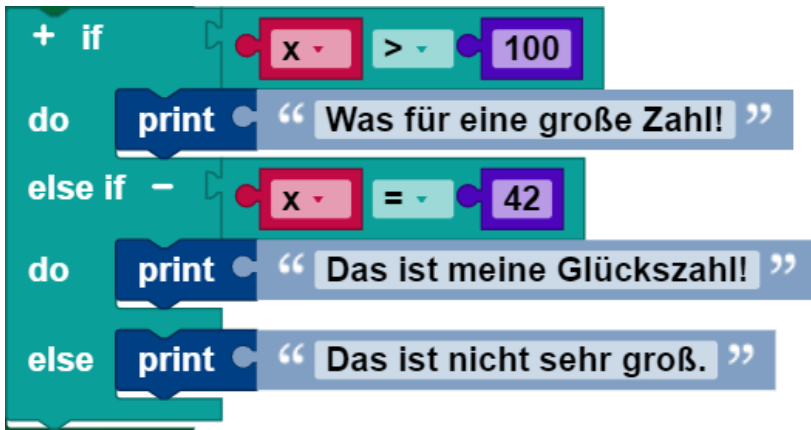 + if x > 100
do print “ Was für eine große Zahl! ”
else if − x = 42
do print “ Das ist meine Glückszahl! ”
else print “ Das ist nicht sehr groß. ”